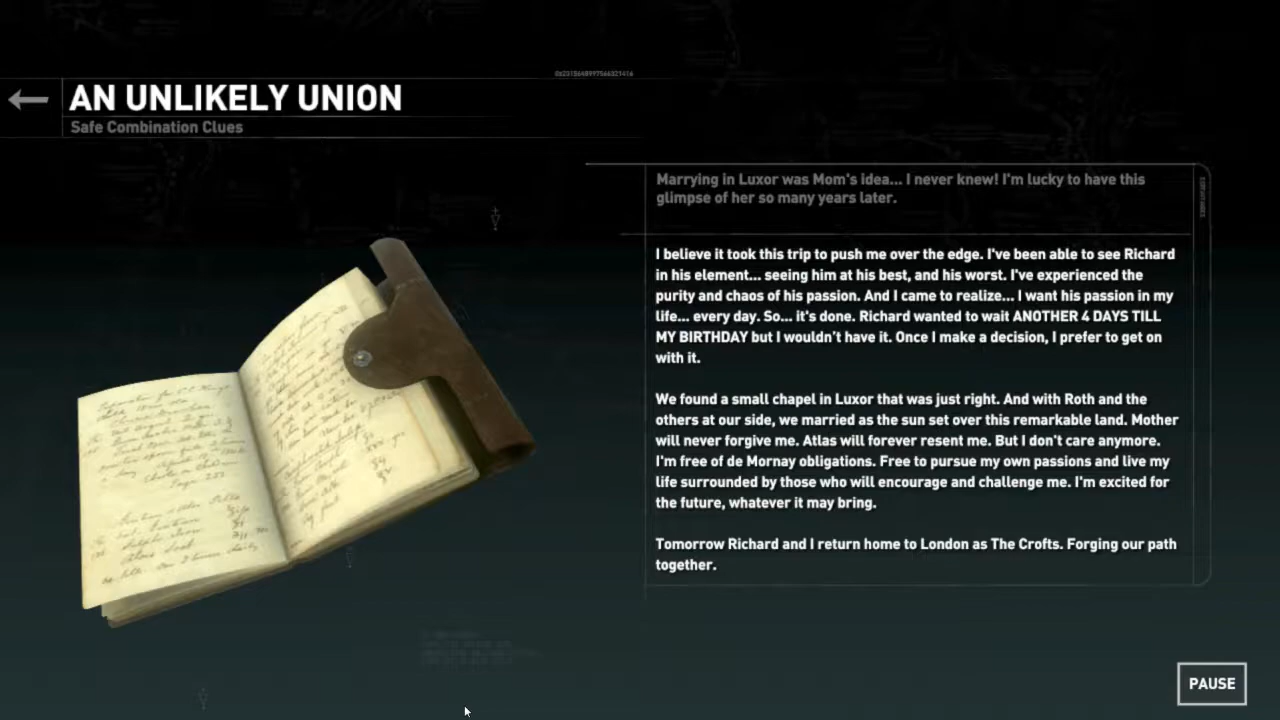 AN UNLIKELY UNION
Safe Combination Clues
Marrying in Luxor was Mom's idea... I never knew! I'm lucky to have this
glimpse of her so many years later.
I believe it took this trip to push me over the edge. I've been able to see Richard
in his element... seeing him at his best, and his worst. I've experienced the
purity and chaos of his passion. And I came to realize... I want his passion in my
life... every day. So... it's done. Richard wanted to wait ANOTHER 4 DAYS TILL
MY BIRTHDAY but I wouldn't have it. Once I make a decision, I prefer to get on
with it.
We found a small chapel in Luxor that was just right. And with Roth and the
others at our side, we married as the sun set over this remarkable land. Mother
will never forgive me. Atlas will forever resent me. But I don't care anymore.
I'm free of de Mornay obligations. Free to pursue my own passions and live my
life surrounded by those who will encourage and challenge me. I'm excited for
the future, whatever it may bring.
Tomorrow Richard and I return home to London as The Crofts. Forging our path
together.
PAUSE